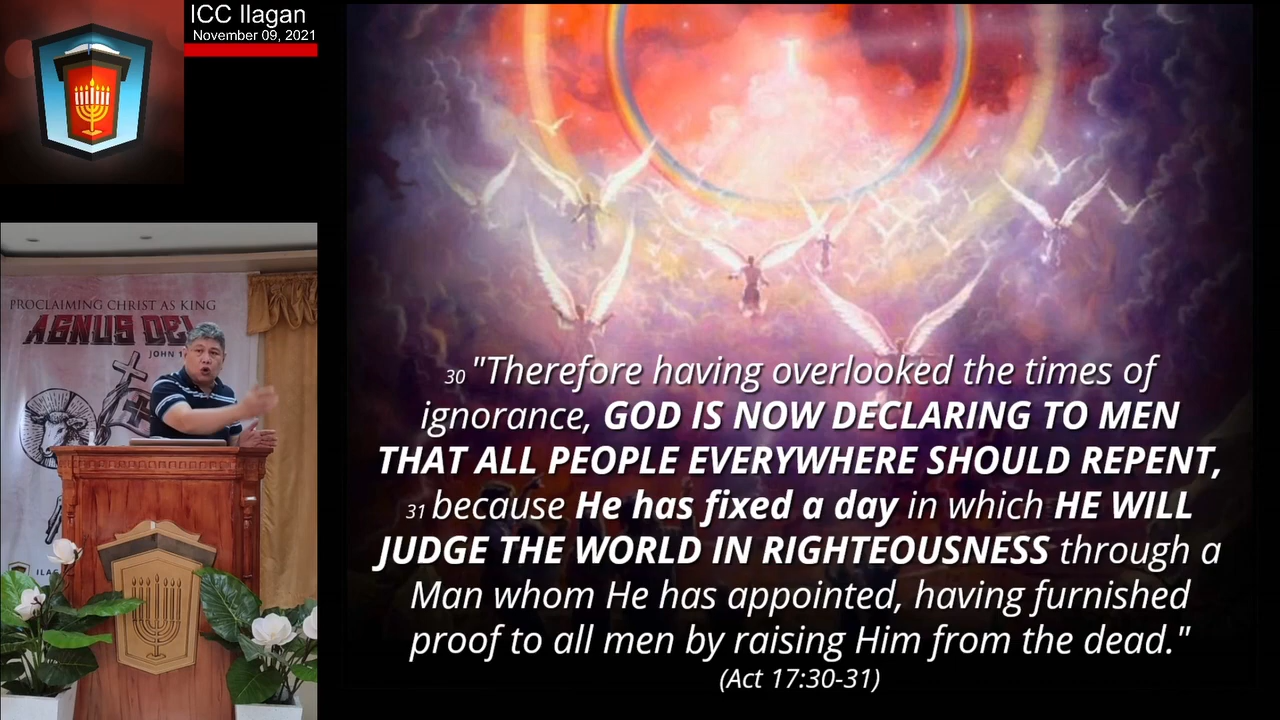 ICC Ilagan
November 09, 2021
PROCLAIMING CHRIST AS KING
AGNUS DEI
JOHN
ILAG
30 "Therefore having overlooked the times of
ignorance, GOD IS NOW DECLARING TO MEN
THAT ALL PEOPLE EVERYWHERE SHOULD REPENT,
31 because He has fixed a day in which HE WILL
JUDGE THE WORLD IN RIGHTEOUSNESS through a
Man whom He has appointed, having furnished
proof to all men by raising Him from the dead."
(Act 17:30-31)